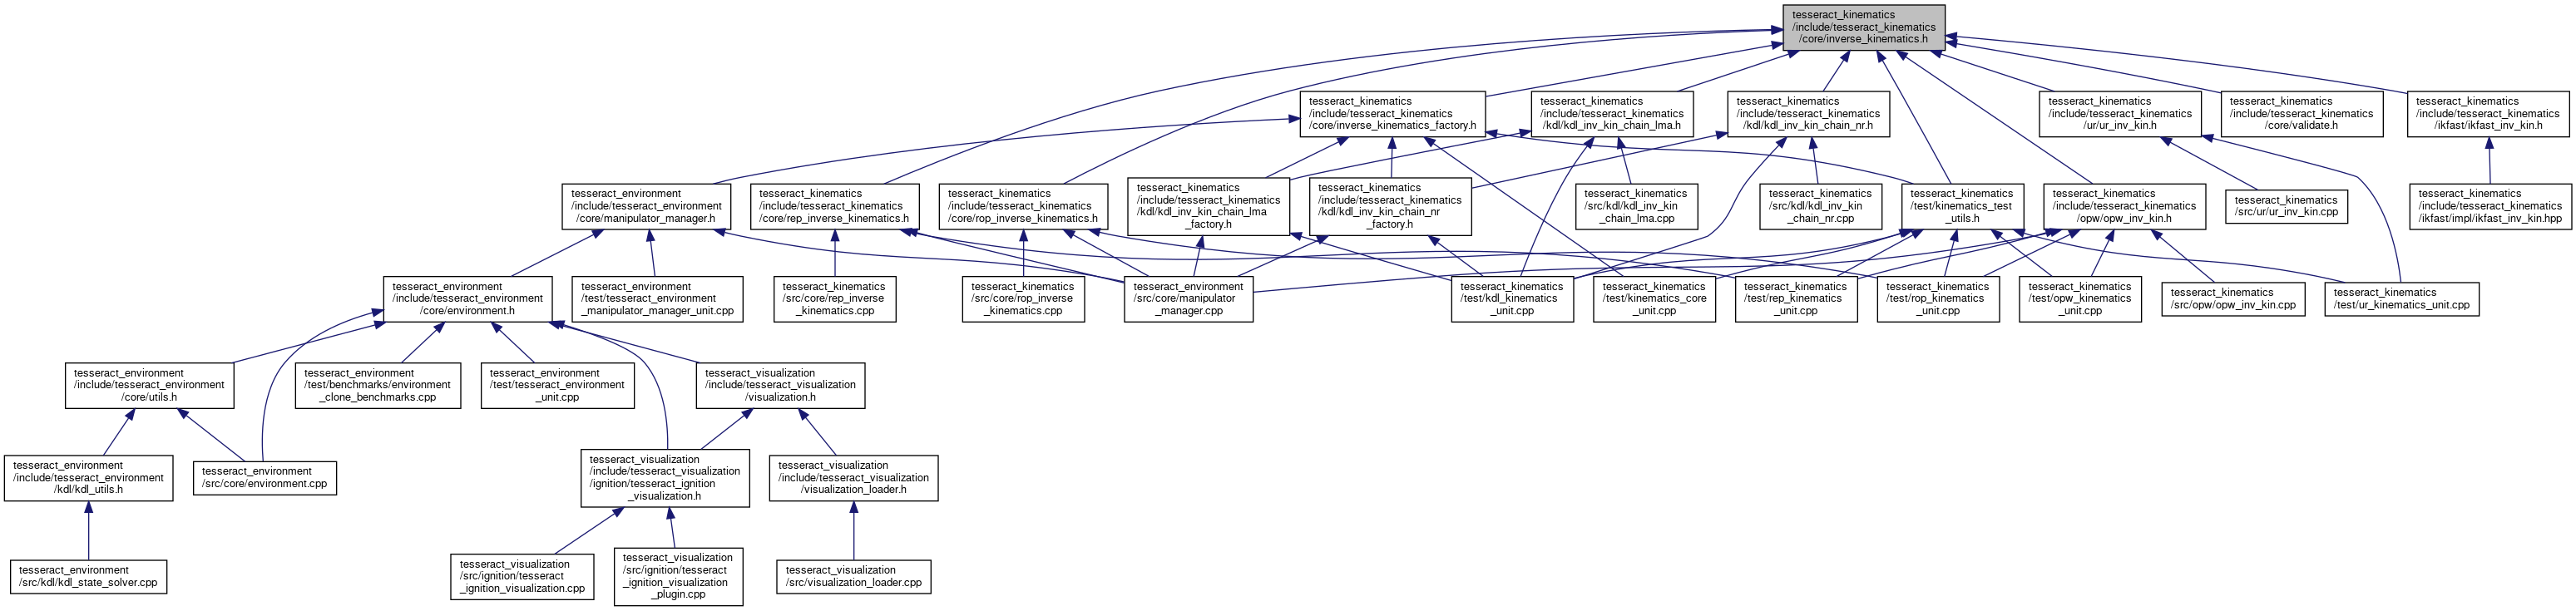 tesseract_kinematics
/include/tesseract_kinematics
/core/inverse_kinematics.h
tesseract_kinematics
/include/tesseract_kinematics
/core/inverse_kinematics_factory.h
tesseract_kinematics
/include/tesseract_kinematics
/kdl/kdl_inv_kin_chain_lma.h
tesseract_kinematics
/include/tesseract_kinematics
/kdl/kdl_inv_kin_chain_nr.h
tesseract_kinematics
/include/tesseract_kinematics
/ur/ur_inv_kin.h
tesseract_kinematics
/include/tesseract_kinematics
/core/validate.h
tesseract_kinematics
/include/tesseract_kinematics
/ikfast/ikfast_inv_kin.h
tesseract_environment
/include/tesseract_environment
/core/manipulator_manager.h
tesseract_kinematics
/include/tesseract_kinematics
/core/rep_inverse_kinematics.h
tesseract_kinematics
/include/tesseract_kinematics
/core/rop_inverse_kinematics.h
tesseract_kinematics
/include/tesseract_kinematics
/kdl/kdl_inv_kin_chain_lma
_factory.h
tesseract_kinematics
/include/tesseract_kinematics
/kdl/kdl_inv_kin_chain_nr
_factory.h
tesseract_kinematics
/src/kdl/kdl_inv_kin
_chain_lma.cpp
tesseract_kinematics
/src/kdl/kdl_inv_kin
_chain_nr.cpp
tesseract_kinematics
/test/kinematics_test
_utils.h
tesseract_kinematics
/include/tesseract_kinematics
/opw/opw_inv_kin.h
tesseract_kinematics
/src/ur/ur_inv_kin.cpp
tesseract_kinematics
/include/tesseract_kinematics
/ikfast/impl/ikfast_inv_kin.hpp
tesseract_environment
/include/tesseract_environment
/core/environment.h
tesseract_environment
/test/tesseract_environment
_manipulator_manager_unit.cpp
tesseract_kinematics
/src/core/rep_inverse
_kinematics.cpp
tesseract_kinematics
/src/core/rop_inverse
_kinematics.cpp
tesseract_environment
/src/core/manipulator
_manager.cpp
tesseract_kinematics
/test/kdl_kinematics
_unit.cpp
tesseract_kinematics
/test/kinematics_core
_unit.cpp
tesseract_kinematics
/test/rep_kinematics
_unit.cpp
tesseract_kinematics
/test/rop_kinematics
_unit.cpp
tesseract_kinematics
/test/opw_kinematics
_unit.cpp
tesseract_kinematics
/src/opw/opw_inv_kin.cpp
tesseract_kinematics
/test/ur_kinematics_unit.cpp
tesseract_environment
/include/tesseract_environment
/core/utils.h
tesseract_environment
/test/benchmarks/environment
_clone_benchmarks.cpp
tesseract_environment
/test/tesseract_environment
_unit.cpp
tesseract_visualization
/include/tesseract_visualization
/visualization.h
tesseract_environment
/include/tesseract_environment
/kdl/kdl_utils.h
tesseract_environment
/src/core/environment.cpp
tesseract_visualization
/include/tesseract_visualization
/ignition/tesseract_ignition
_visualization.h
tesseract_visualization
/include/tesseract_visualization
/visualization_loader.h
tesseract_environment
/src/kdl/kdl_state_solver.cpp
tesseract_visualization
/src/ignition/tesseract
_ignition_visualization.cpp
tesseract_visualization
/src/ignition/tesseract
_ignition_visualization
_plugin.cpp
tesseract_visualization
/src/visualization_loader.cpp